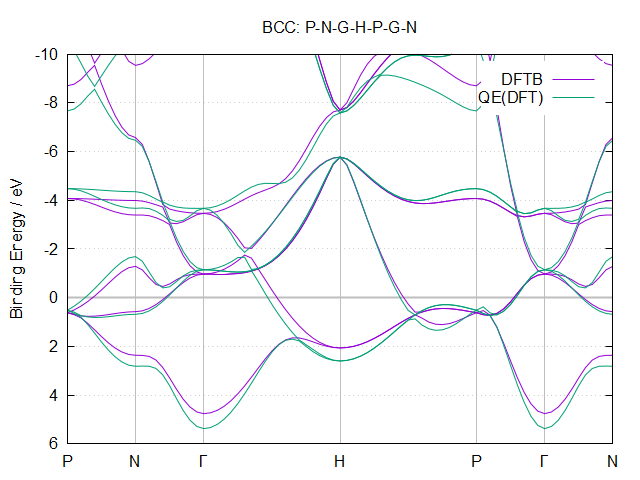 BCC: P-N-G-H-P-G-N
-10
-8
-6
-4
-2
0
2
4
6
Binding Energy / eV
DFTB
QE(DFT)
P N Γ H P Γ N